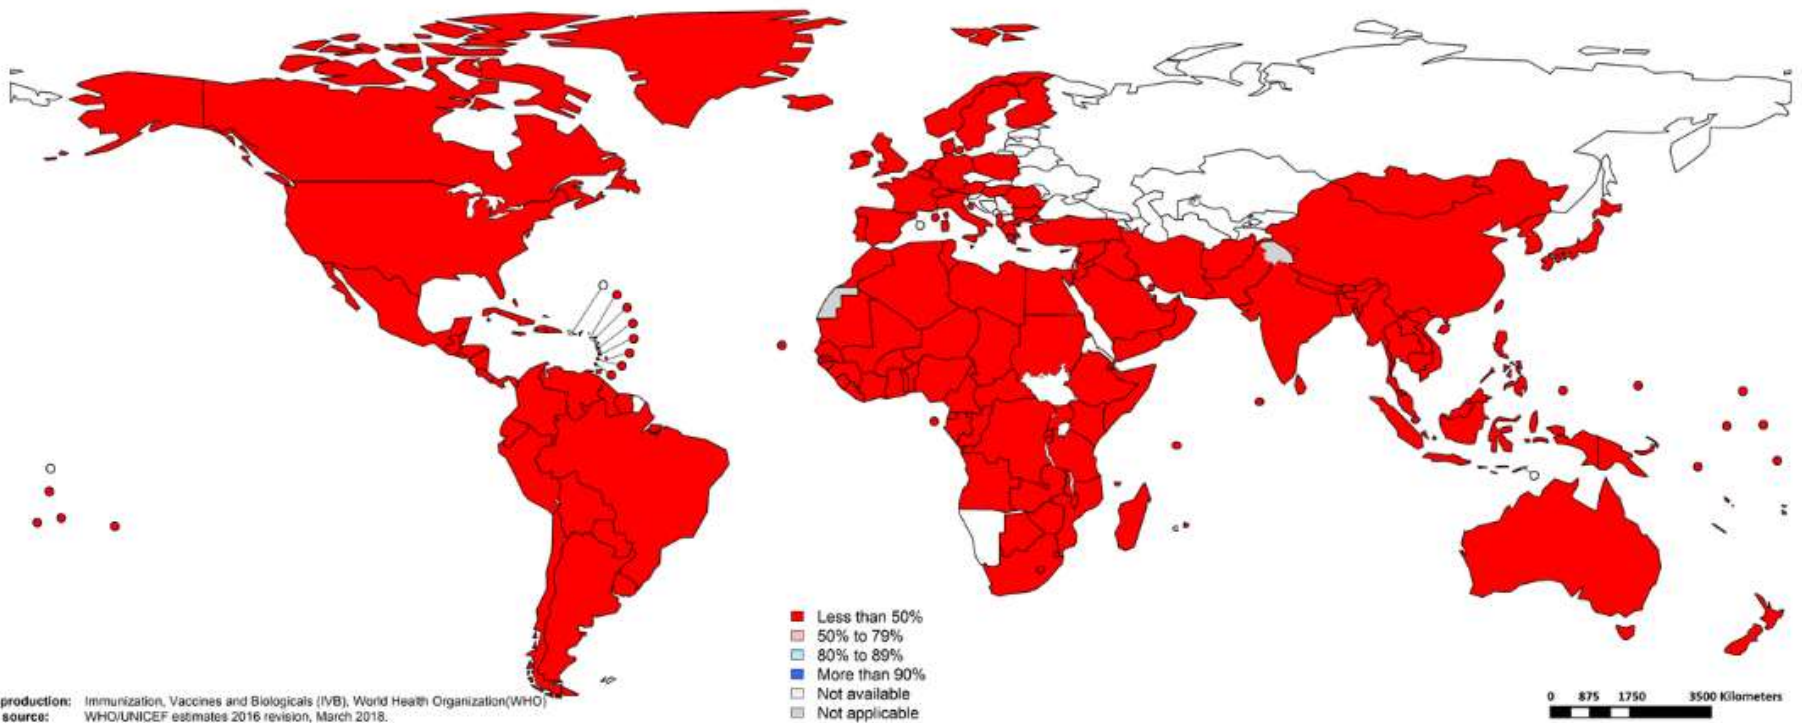 Less than 50%
50% to 79%
80% to 89%
More than 90%
Not available
Not applicable
production: Immunization, Vaccines and Biologicals (IVB), World Health Organization(WHO)
source: WHO/UNICEF estimates 2016 revision, March 2018.
0 875 1750 3500 Kilometers